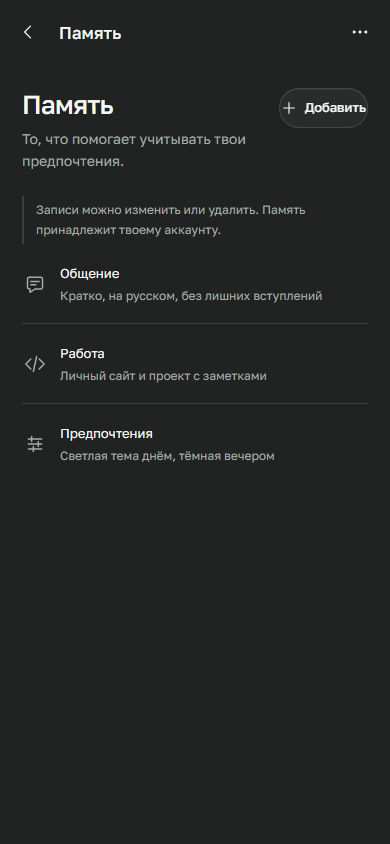 Память
Память
Добавить
То, что помогает учитывать твои
предпочтения.
Записи можно изменить или удалить. Память
принадлежит твоему аккаунту.
Общение
Кратко, на русском, без лишних вступлений
Работа
Личный сайт и проект с заметками
Предпочтения
Светлая тема днём, тёмная вечером